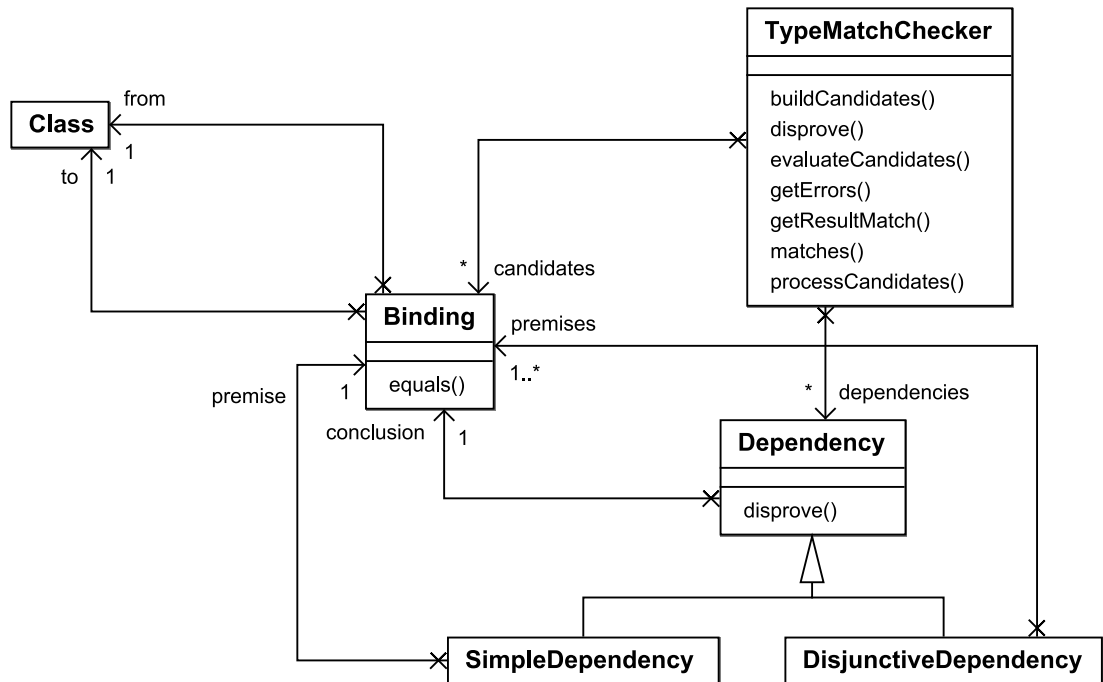 TypeMatchChecker
buildCandidates()
disprove()
evaluateCandidates()
getErrors()
getResultMatch()
matches()
processCandidates()
from
Class
1
to
1
*
candidates
Binding
equals()
premises
1..*
premise
1
conclusion
1
*
dependencies
Dependency
disprove()
SimpleDependency
DisjunctiveDependency